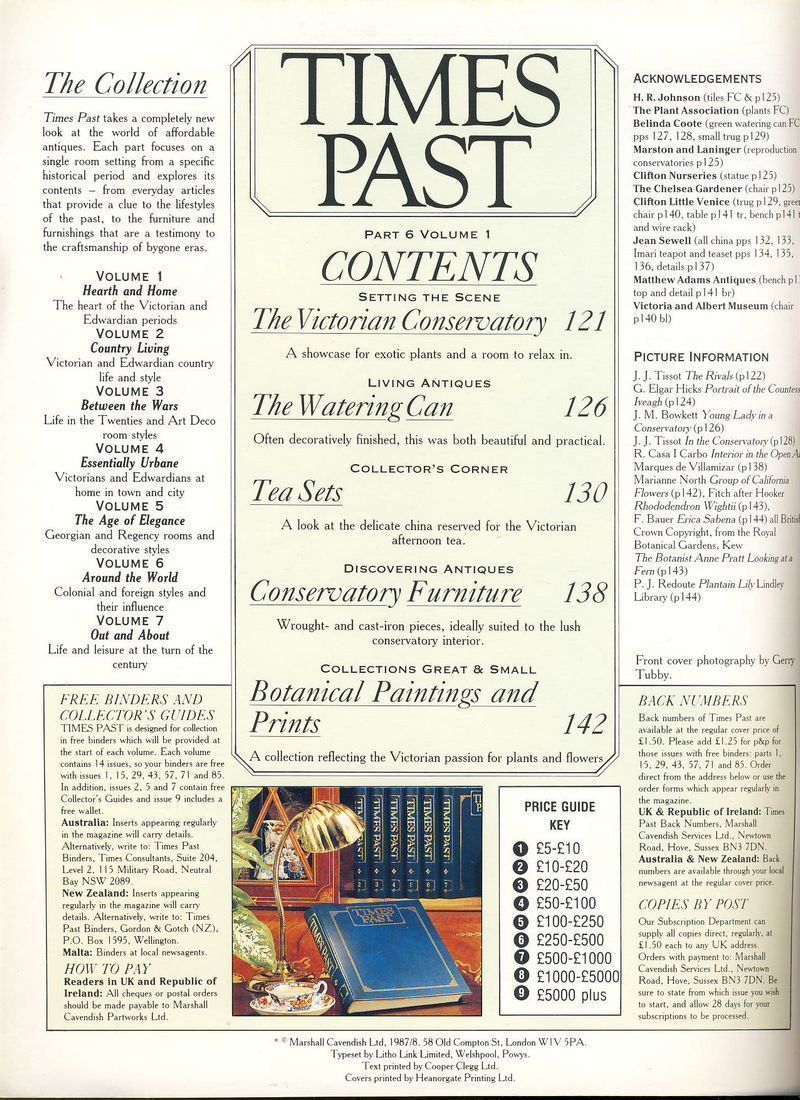 The Collection
Times Past takes a completely new
look at the world of affordable
antiques. Each part focuses on a
single room setting from a specific
historical period and explores its
contents – from everyday articles
that provide a clue to the lifestyles
of the past, to the furniture and
furnishings that are a testimony to
the craftsmanship of bygone eras.
VOLUME 1
Hearth and Home
The heart of the Victorian and
Edwardian periods
VOLUME 2
Country Living
Victorian and Edwardian country
life and style
VOLUME 3
Between the Wars
Life in the Twenties and Art Deco
room styles
VOLUME 4
Essentially Urbane
Victorians and Edwardians at
home in town and city
VOLUME 5
The Age of Elegance
Georgian and Regency rooms and
decorative styles
VOLUME 6
Around the World
Colonial and foreign styles and
their influence
VOLUME 7
Out and About
Life and leisure at the turn of the
century
FREE BINDERS AND
COLLECTOR'S GUIDES
TIMES PAST is designed for collection
in free binders which will be provided at
the start of each volume. Each volume
contains 14 issues, so your binders are free
with issues 1, 15, 29, 43, 57, 71 and 85.
In addition, issues 2, 5 and 7 contain free
Collector's Guides and issue 9 includes a
free wallet.
Australia: Inserts appearing regularly
in the magazine will carry details.
Alternatively, write to: Times Past
Binders, Times Consultants, Suite 204,
Level 2, 115 Military Road, Neutral
Bay NSW 2089.
New Zealand: Inserts appearing
regularly in the magazine will carry
details. Alternatively, write to: Times
Past Binders, Gordon & Gotch (NZ),
P.O. Box 1595, Wellington.
Malta: Binders at local newsagents.
HOW TO PAY
Readers in UK and Republic of
Ireland: All cheques or postal orders
should be made payable to Marshall
Cavendish Partworks Ltd.
TIMES
PAST
PART 6 VOLUME 1
CONTENTS
SETTING THE SCENE
The Victorian Conservatory 121
A showcase for exotic plants and a room to relax in.
LIVING ANTIQUES
The Watering Can 126
Often decoratively finished, this was both beautiful and practical.
COLLECTOR'S CORNER
Tea Sets 130
A look at the delicate china reserved for the Victorian
afternoon tea.
DISCOVERING ANTIQUES
Conservatory Furniture 138
Wrought- and cast-iron pieces, ideally suited to the lush
conservatory interior.
COLLECTIONS GREAT & SMALL
Botanical Paintings and
Prints 142
A collection reflecting the Victorian passion for plants and flowers
TIMES PAST
TIMES PAST
TIMES PAST
TIMES PAST
TIMES PAST
TIMES PAST
2 3 4 5 6 7
TIMES
PAST
TIMES PAST
PRICE GUIDE
KEY
1 £5-£10
2 £10-£20
3 £20-£50
4 £50-£100
5 £100-£250
6 £250-£500
7 £500-£1000
8 £1000-£5000
9 £5000 plus
ACKNOWLEDGEMENTS
H. R. Johnson (tiles FC & p125)
The Plant Association (plants FC)
Belinda Coote (green watering can FC
pps 127, 128, small trug p129)
Marston and Laninger (reproduction
conservatories p125)
Clifton Nurseries (statue p125)
The Chelsea Gardener (chair p125)
Clifton Little Venice (trug p129, green
chair p140, table p141 tr, bench p141
and wire rack)
Jean Sewell (all china pps 132, 133,
Imari teapot and teaset pps 134, 135,
136, details p137)
Matthew Adams Antiques (bench
top and detail p141 br)
Victoria and Albert Museum (chair
p140 bl)
PICTURE INFORMATION
J. J. Tissot The Rivals (p122)
G. Elgar Hicks Portrait of the Countess
Iveagh (p124)
J. M. Bowkett Young Lady in a
Conservatory (p126)
J. J. Tissot In the Conservatory (p128)
R. Casa I Carbo Interior in the Open
Marques de Villamizar (p138)
Marianne North Group of California
Flowers (p142), Fitch after Hooker
Rhododendron Wightii (p143),
F. Bauer Erica Sabena (p144) all
Crown Copyright, from the Royal
Botanical Gardens, Kew
The Botanist Anne Pratt Looking at a
Fern (p143)
P. J. Redoute Plantain Lily Lindley
Library (p144)
Front cover photography by Gerry
Tubby.
BACK NUMBERS
Back numbers of Times Past are
available at the regular cover price of
£1.50. Please add £1.25 for p&p for
those issues with free binders: parts 1,
15, 29, 43, 57, 71 and 85. Order
direct from the address below or use the
order forms which appear regularly in
the magazine.
UK & Republic of Ireland: Times
Past Back Numbers, Marshall
Cavendish Services Ltd., Newtown
Road, Hove, Sussex BN3 7DN.
Australia & New Zealand: Back
numbers are available through your local
newsagent at the regular cover price.
COPIES BY POST
Our Subscription Department can
supply all copies direct, regularly, at
£1.50 each to any UK address.
Orders with payment to: Marshall
Cavendish Services Ltd., Newtown
Road, Hove, Sussex BN3 7DN. Be
sure to state from which issue you wish
to start, and allow 28 days for your
subscriptions to be processed.
* © Marshall Cavendish Ltd, 1987/8. 58 Old Compton St, London W1V 5PA.
Typeset by Litho Link Limited, Welshpool, Powys.
Text printed by Cooper Clegg Ltd.
Covers printed by Heanorgate Printing Ltd.